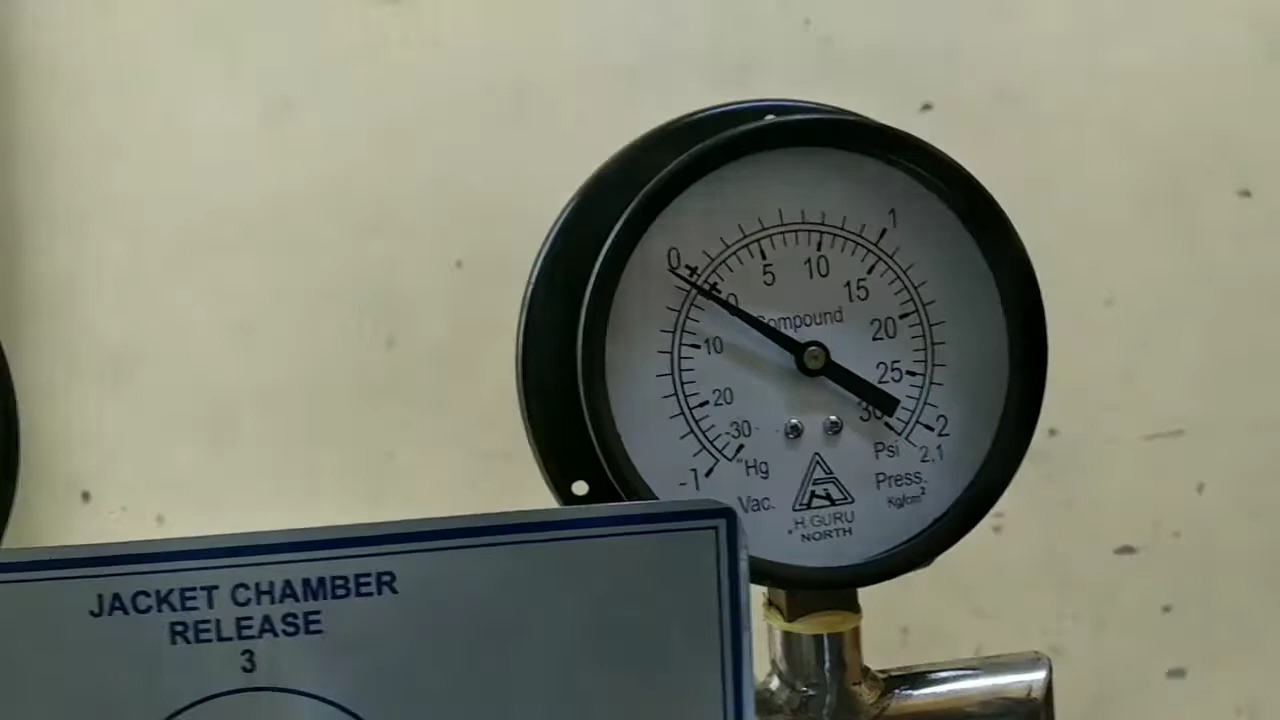 1
0
5
10
0
15
Compound
20
10
25
20
30
-30
2
Psi
2.1
"Hg
-1
Press.
Kg/cm²
Vac.
H.GURU
NORTH
JACKET CHAMBER
RELEASE
3